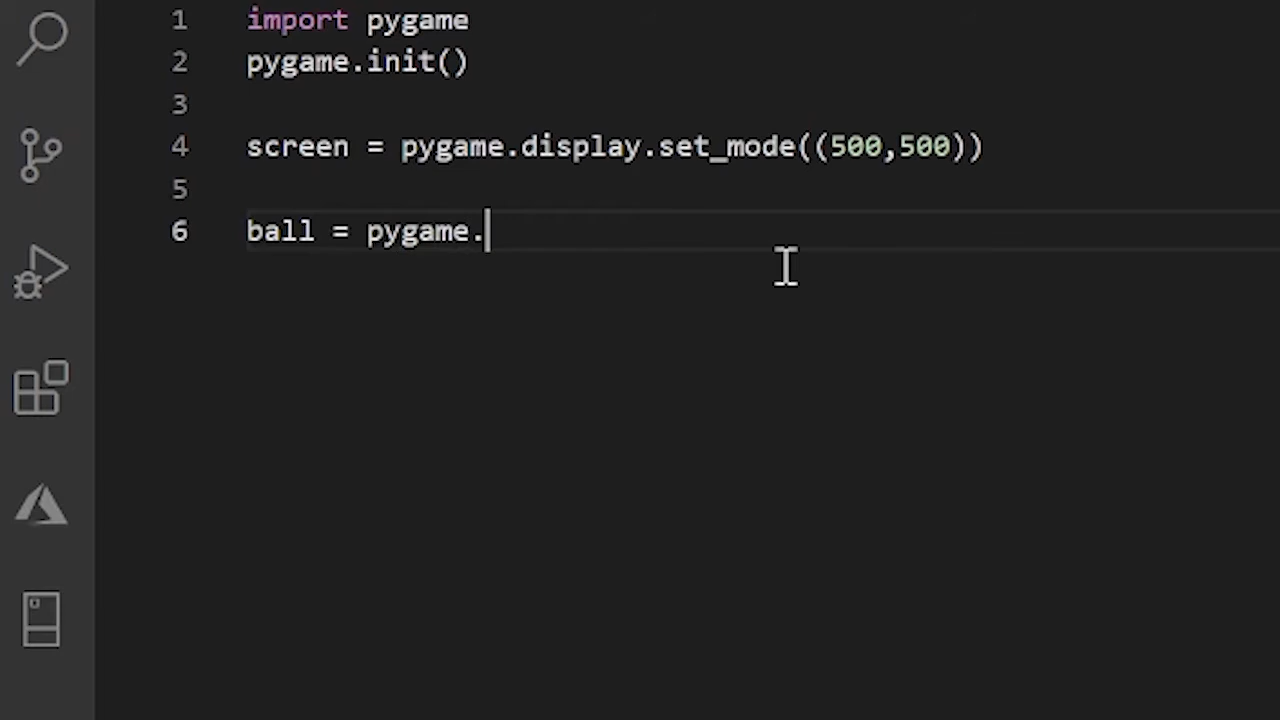 1 import pygame
2 pygame.init()
3
4 screen = pygame.display.set_mode((500,500))
5
6 ball = pygame.